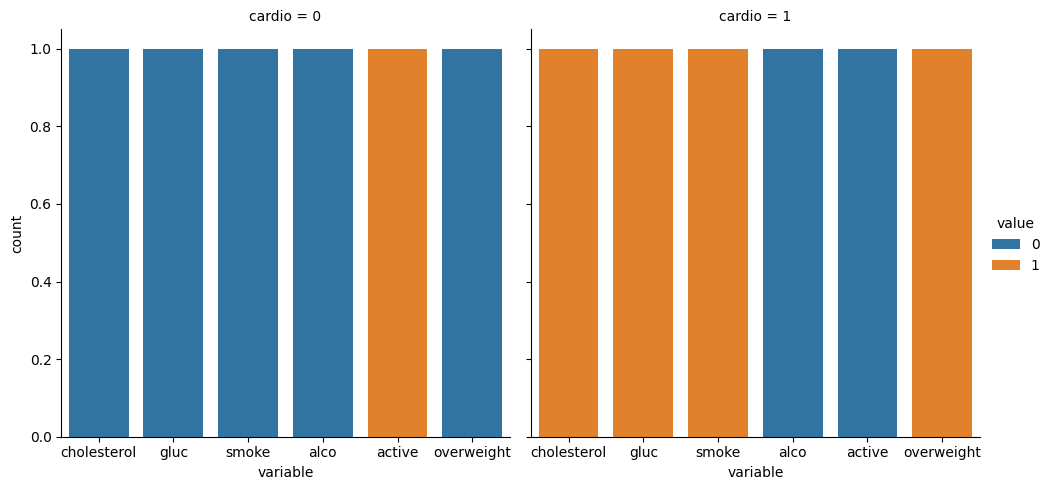 cardio = 0
cardio = 1
1.0
0.8
0.6
0.4
0.2
0.0
count
cholesterol gluc smoke alco active overweight
variable
cholesterol gluc smoke alco active overweight
variable
value
0
1